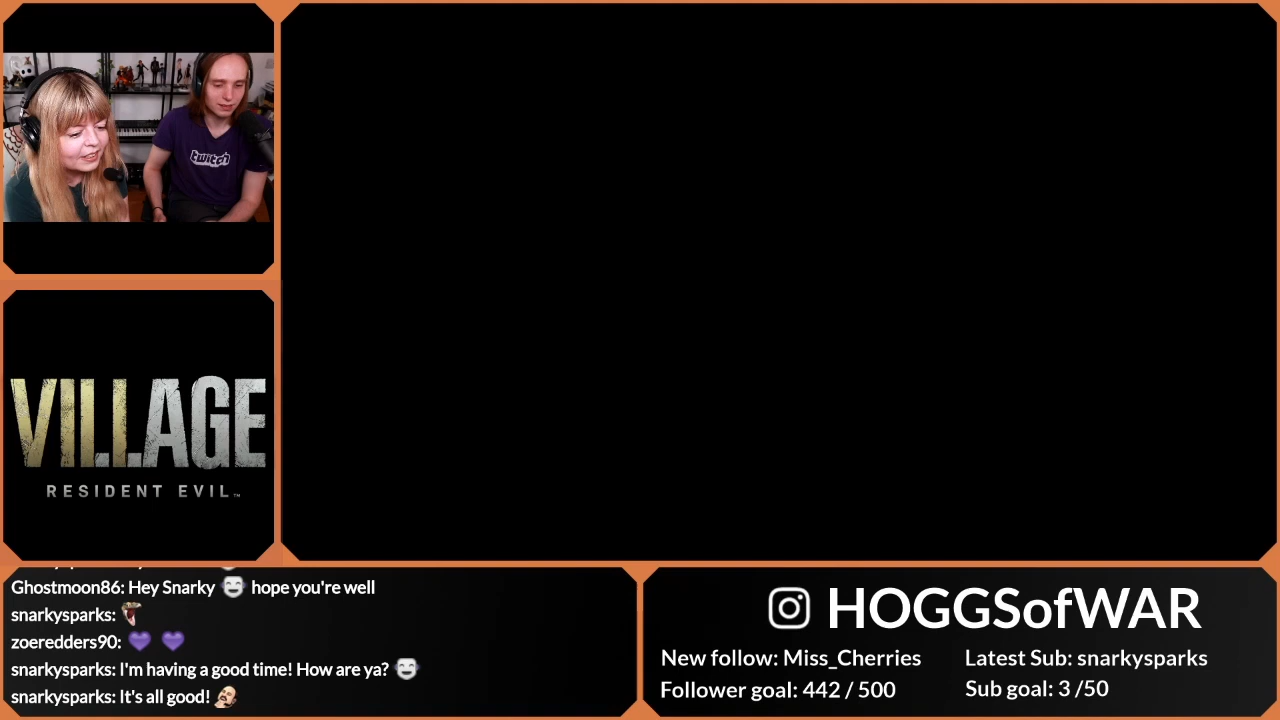 twitch
VILLAGE
RESIDENT EVIL™
Ghostmoon86: Hey Snarky hope you're well
snarkysparks:
zoeredders90:
snarkysparks: I'm having a good time! How are ya?
snarkysparks: It's all good!
HOGGSofWAR
New follow: Miss_Cherries
Latest Sub: snarkysparks
Follower goal: 442 / 500
Sub goal: 3 /50